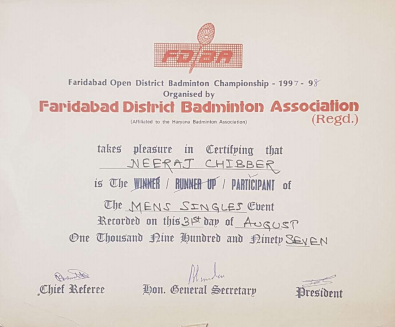 FDBA
Faridabad Open District Badminton Championship - 1997-98
Organised by
Faridabad District Badminton Association
(Regd.)
(Affiliated to the Haryana Badminton Association)
takes pleasure in Certifying that
NEERAJ CHIBBER
is The WINNER / RUNNER UP / PARTICIPANT of
The MENS SINGLES Event
Recorded on this 31st day of AUGUST
One Thousand Nine Hundred and Ninety SEVEN
Chief Referee Hon. General Secretary President